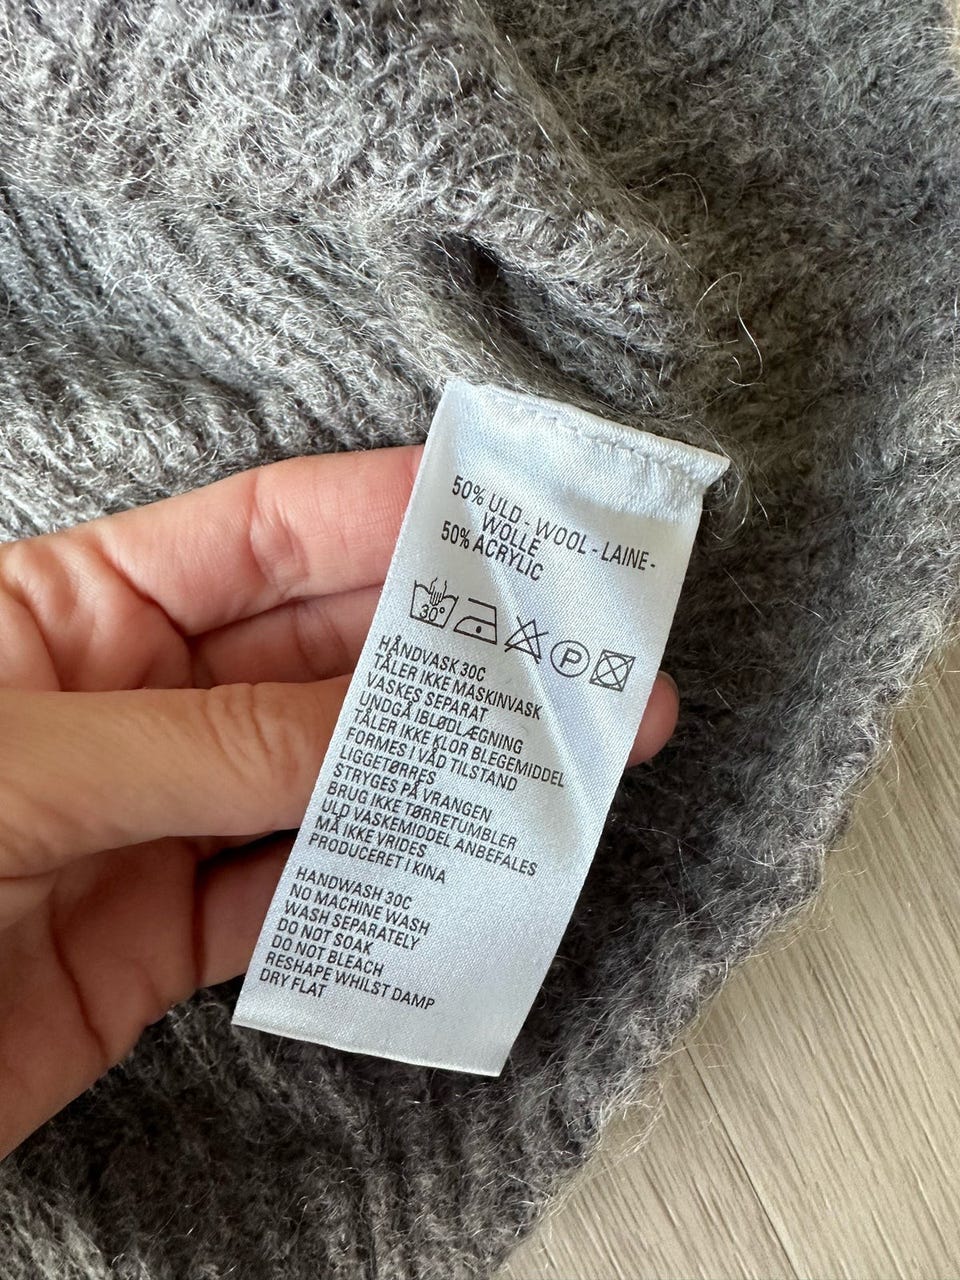 50% ULD - WOOL - LAINE -
WOLLE
50% ACRYLIC
30°
P
HÅNDVASK 30C
TÅLER IKKE MASKINVASK
VASKES SEPARAT
UNDGÅ IBLØDLÆGNING
TÅLER IKKE KLOR BLEGEMIDDEL
FORMES I VÅD TILSTAND
LIGGETØRRES
STRYGES PÅ VRANGEN
BRUG IKKE TØRRETUMBLER
ULD VASKEMIDDEL ANBEFALES
MÅ IKKE VRIDES
PRODUCERET I KINA
HANDWASH 30C
NO MACHINE WASH
WASH SEPARATELY
DO NOT SOAK
DO NOT BLEACH
RESHAPE WHILST DAMP
DRY FLAT